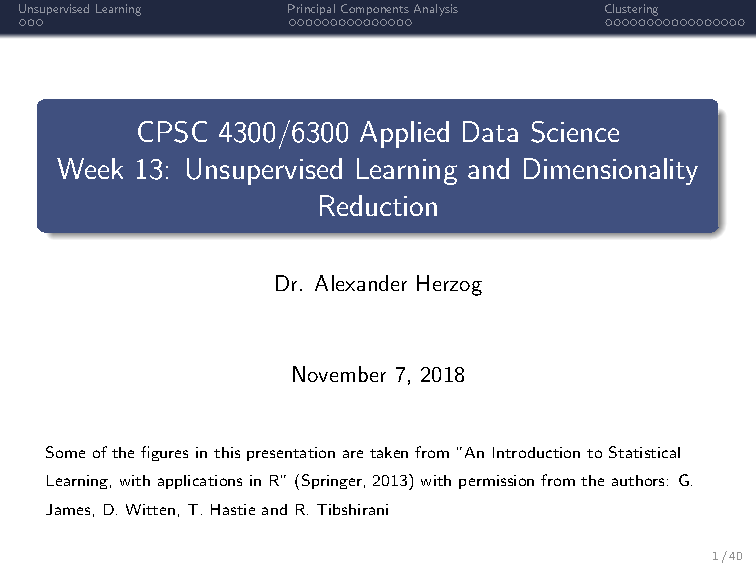 Unsupervised Learning Principal Components Analysis Clustering
CPSC 4300/6300 Applied Data Science
Week 13: Unsupervised Learning and Dimensionality
Reduction
Dr. Alexander Herzog
November 7, 2018
Some of the figures in this presentation are taken from "An Introduction to Statistical
Learning, with applications in R" (Springer, 2013) with permission from the authors: G.
James, D. Witten, T. Hastie and R. Tibshirani
1 / 40